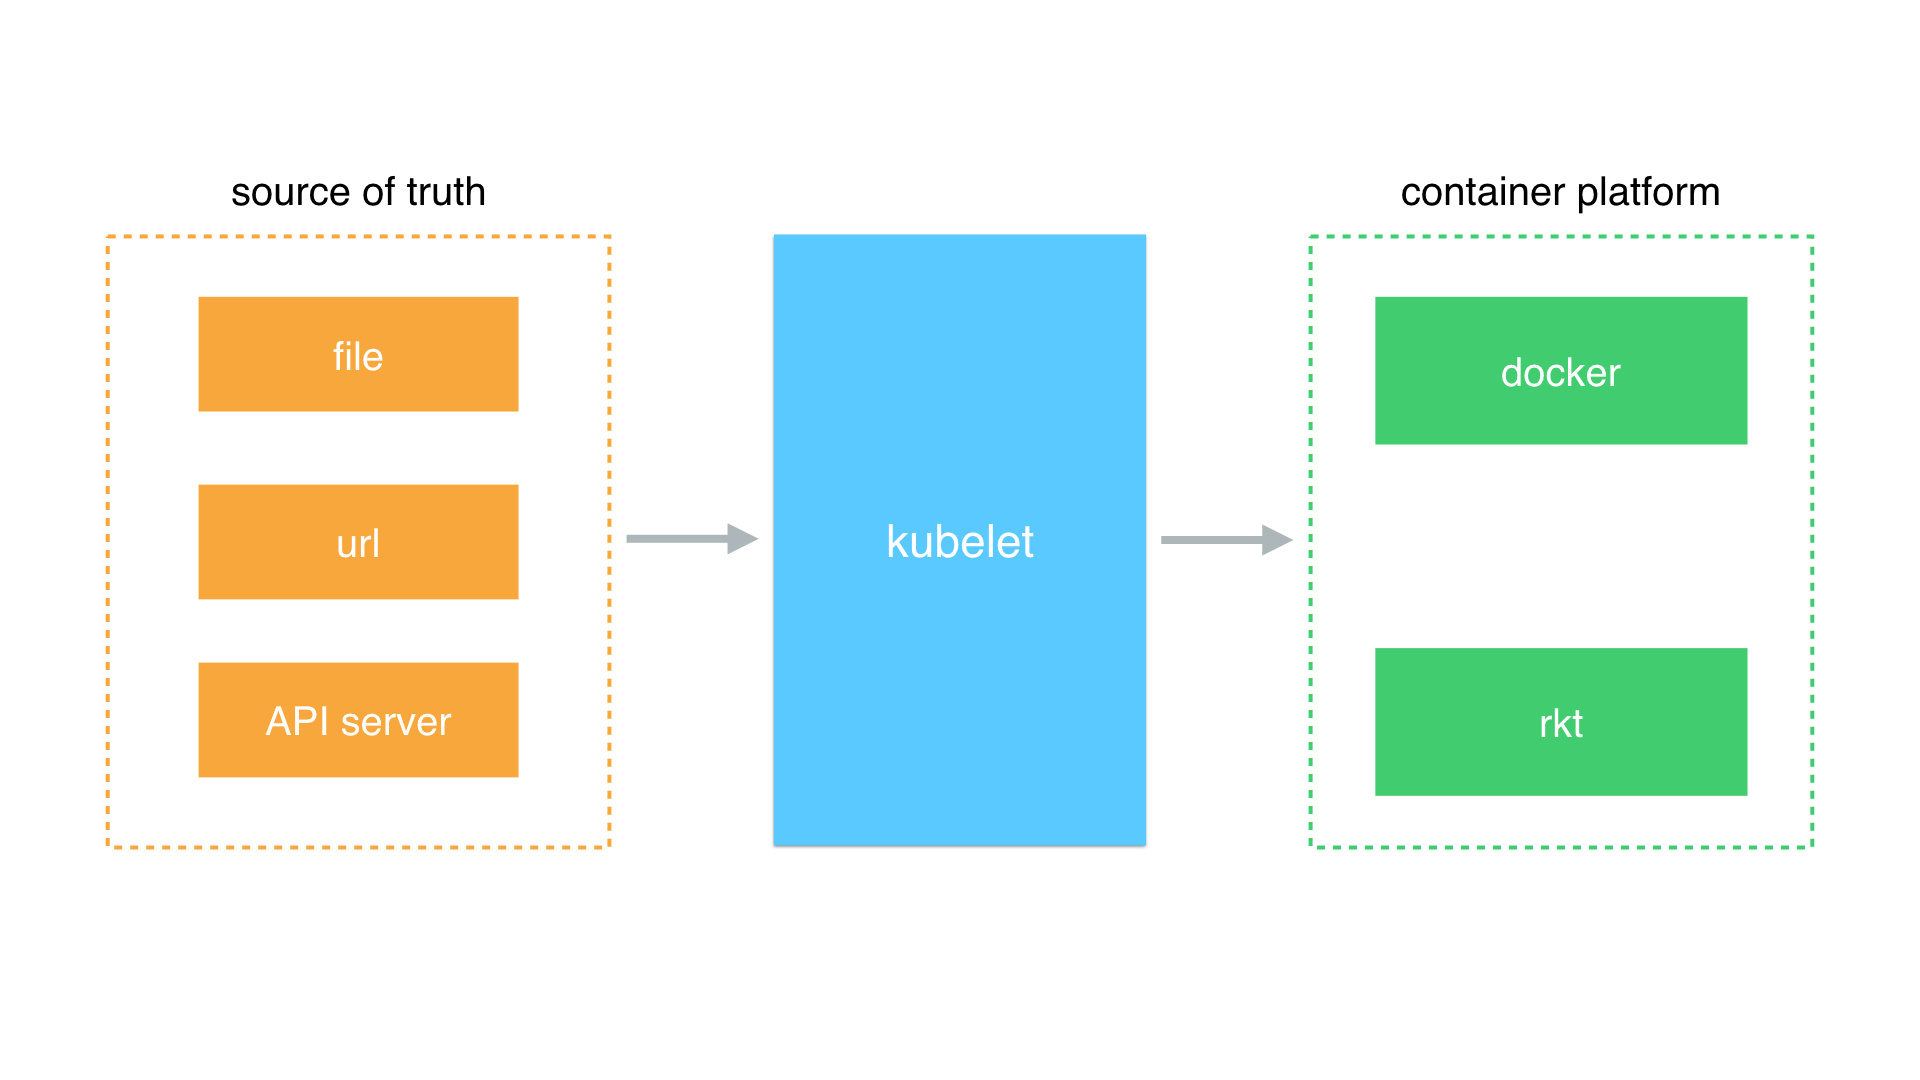 source of truth
file
url
API server
kubelet
container platform
docker
rkt